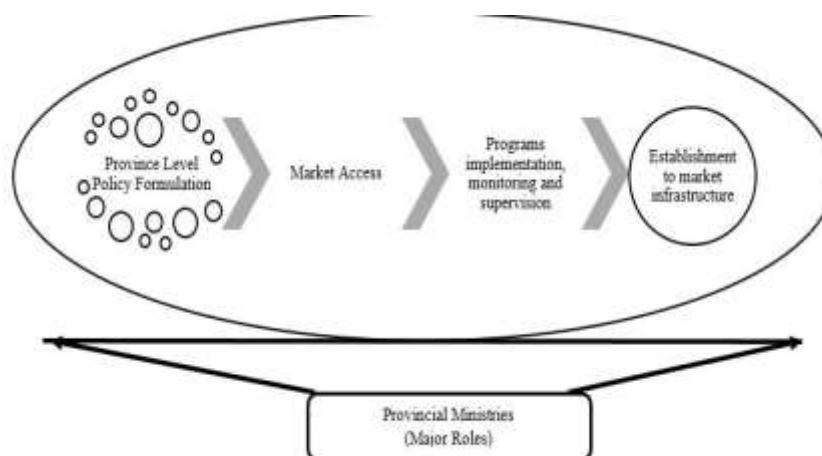 Province Level
Policy Formulation
Market Access
Programs
implementation,
monitoring and
supervision
Establishment
to market
infrastructure
Provincial Ministries
(Major Roles)